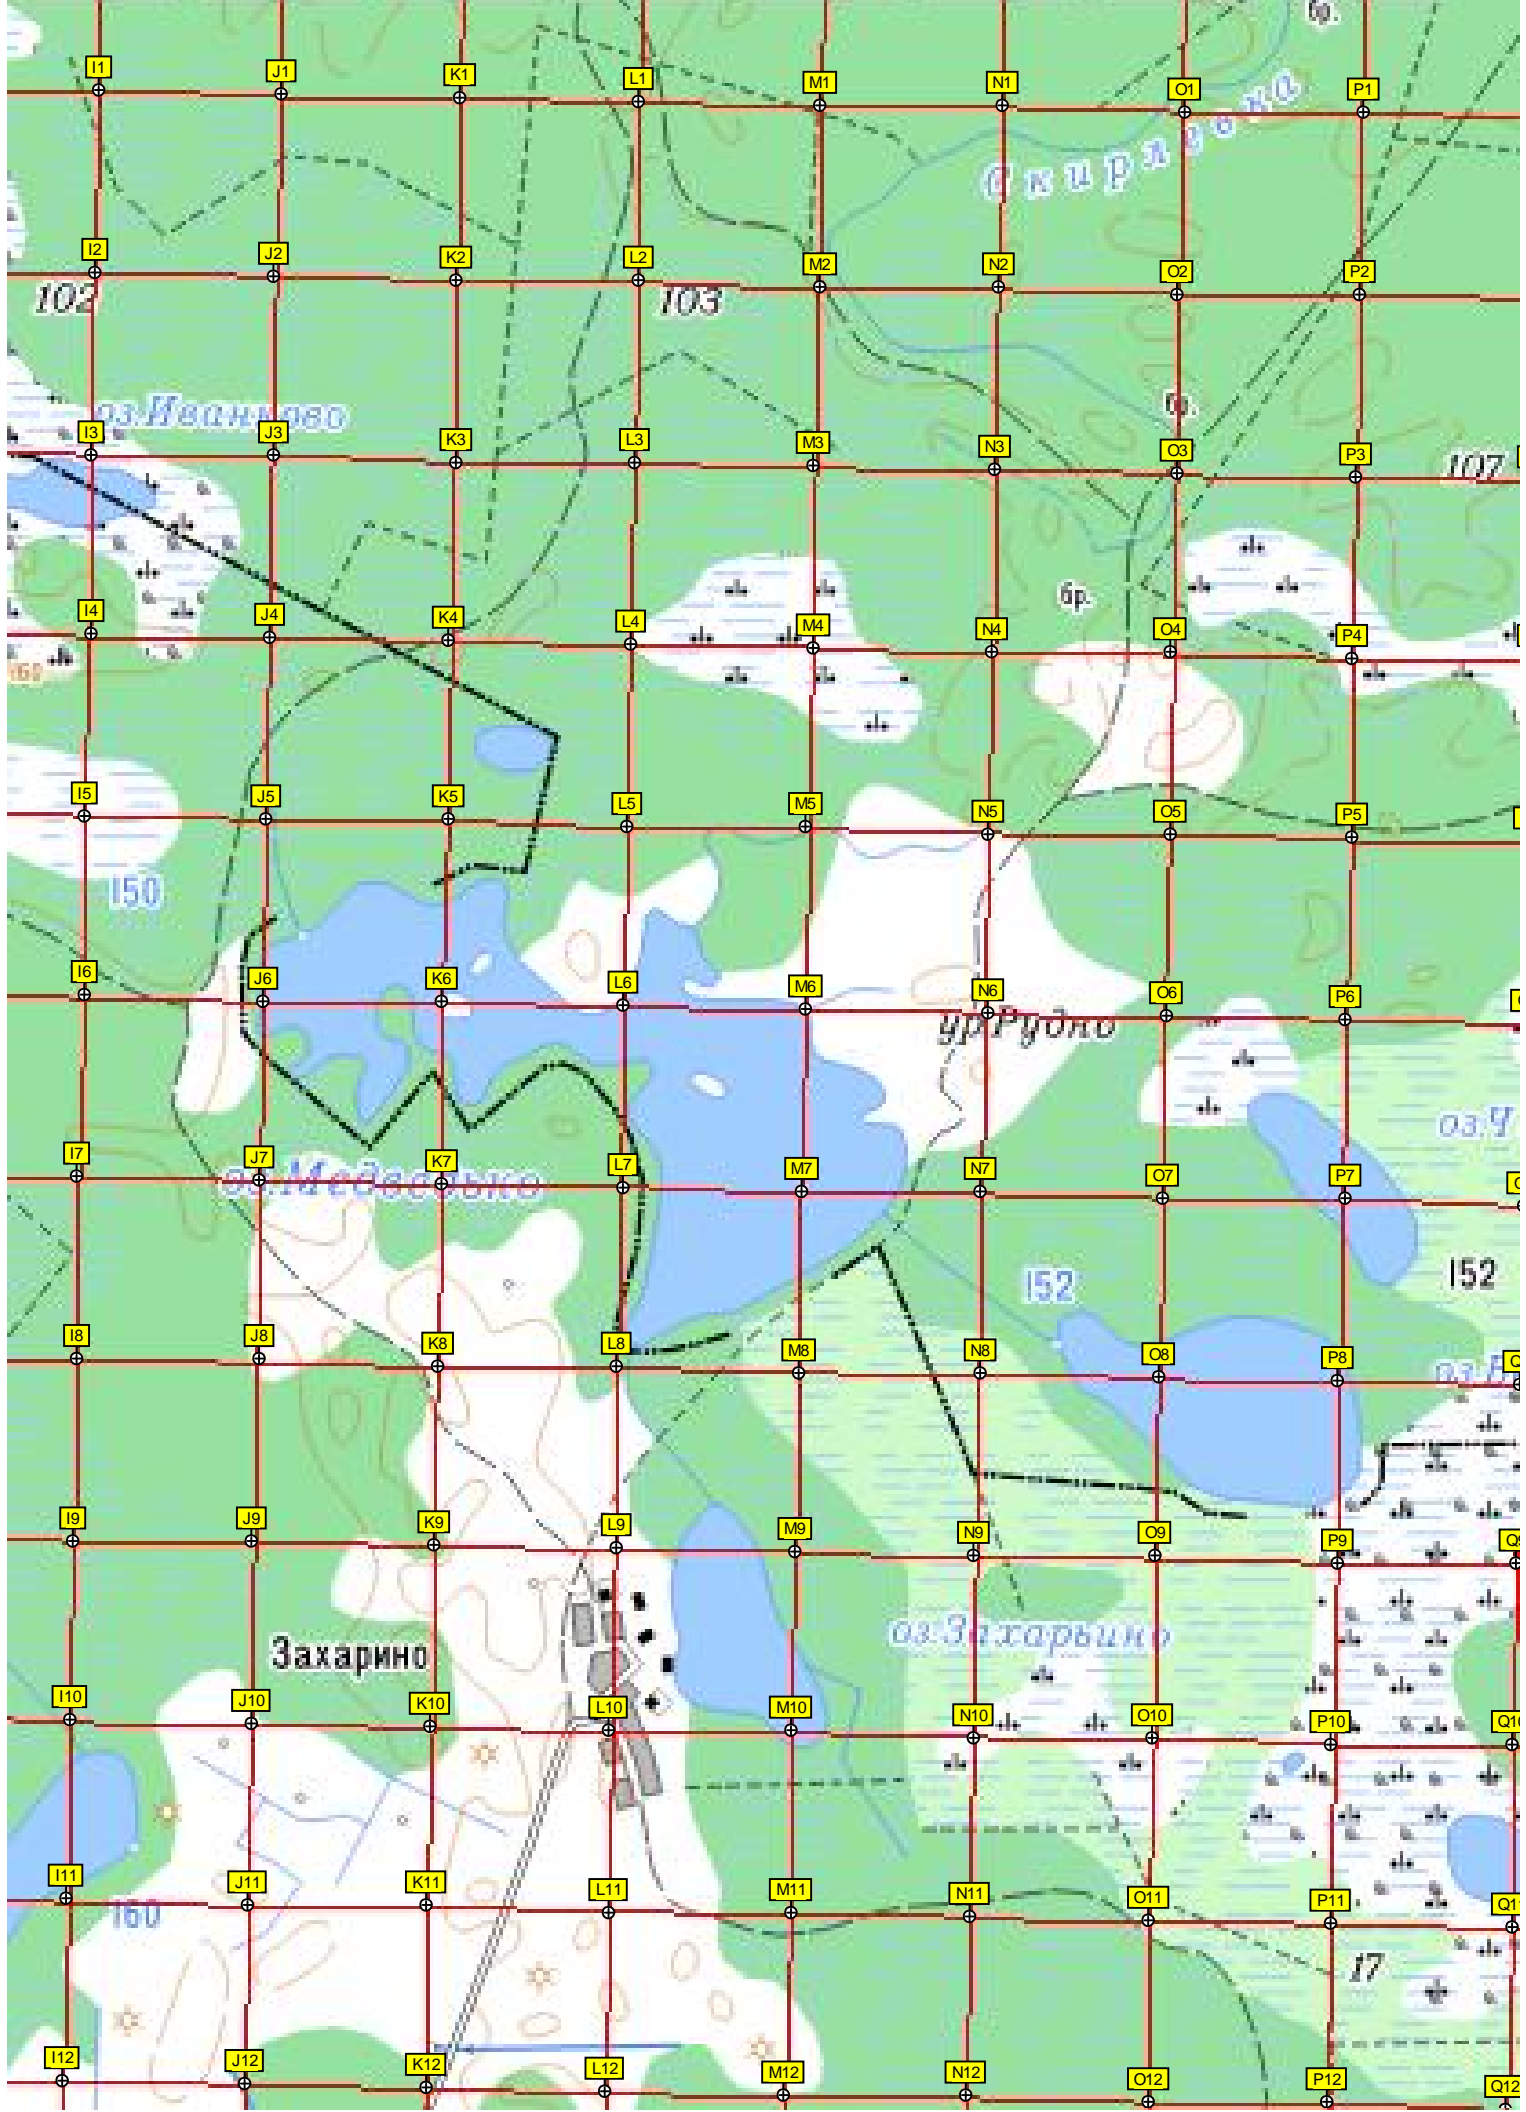 бр.
I1 J1 K1 L1 M1 N1 O1 P1
Скирлевка
I2 J2 K2 L2 M2 N2 O2 P2
102 103
бр.
оз.Иваньково
I3 J3 K3 L3 M3 N3 O3 P3
107
бр.
I4 J4 K4 L4 M4 N4 O4 P4
160
I5 J5 K5 L5 M5 N5 O5 P5
150
I6 J6 K6 L6 M6 N6 O6 P6
ур.Рудно
оз.Ч
I7 J7 K7 L7 M7 N7 O7 P7
152 152
I8 J8 K8 L8 M8 N8 O8 P8
I9 J9 K9 L9 M9 N9 O9 P9 Q9
оз.Захарьино
Захарино
I10 J10 K10 L10 M10 N10 O10 P10 Q10
I11 J11 K11 L11 M11 N11 O11 P11 Q11
160
17
I12 J12 K12 L12 M12 N12 O12 P12 Q12